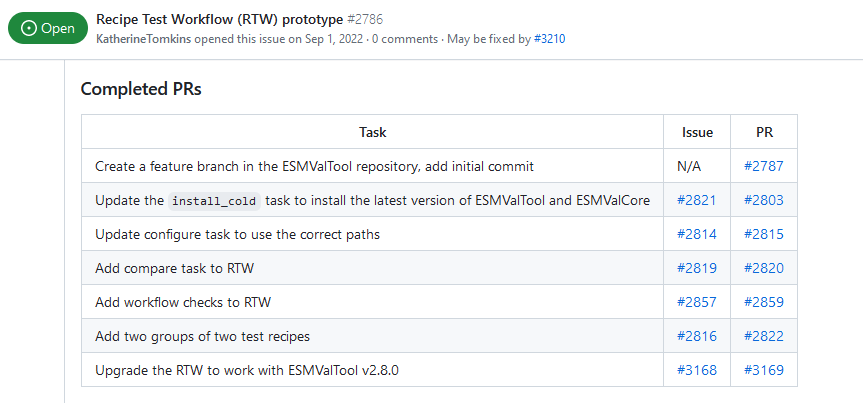 Open
Recipe Test Workflow (RTW) prototype #2786
KatherineTomkins opened this issue on Sep 1, 2022 · 0 comments · May be fixed by #3210
Completed PRs
Task Issue PR
Create a feature branch in the ESMValTool repository, add initial commit N/A #2787
Update the install_cold task to install the latest version of ESMValTool and ESMValCore #2821 #2803
Update configure task to use the correct paths #2814 #2815
Add compare task to RTW #2819 #2820
Add workflow checks to RTW #2857 #2859
Add two groups of two test recipes #2816 #2822
Upgrade the RTW to work with ESMValTool v2.8.0 #3168 #3169